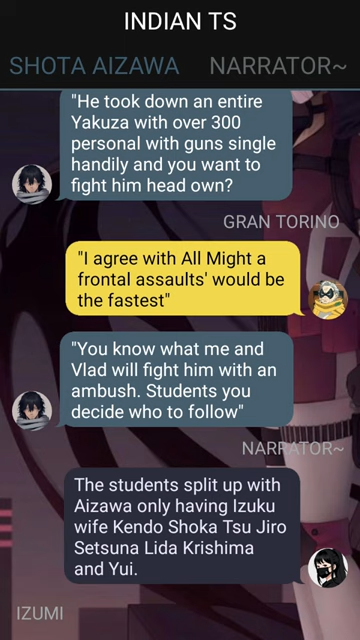 INDIAN TS
SHOTA AIZAWA NARRATOR~
"He took down an entire
Yakuza with over 300
personal with guns single
handily and you want to
fight him head own?
GRAN TORINO
"I agree with All Might a
frontal assaults' would be
the fastest"
"You know what me and
Vlad will fight him with an
ambush. Students you
decide who to follow"
NARRATOR~
The students split up with
Aizawa only having Izuku
wife Kendo Shoka Tsu Jiro
Setsuna Lida Krishima
and Yui.
IZUMI